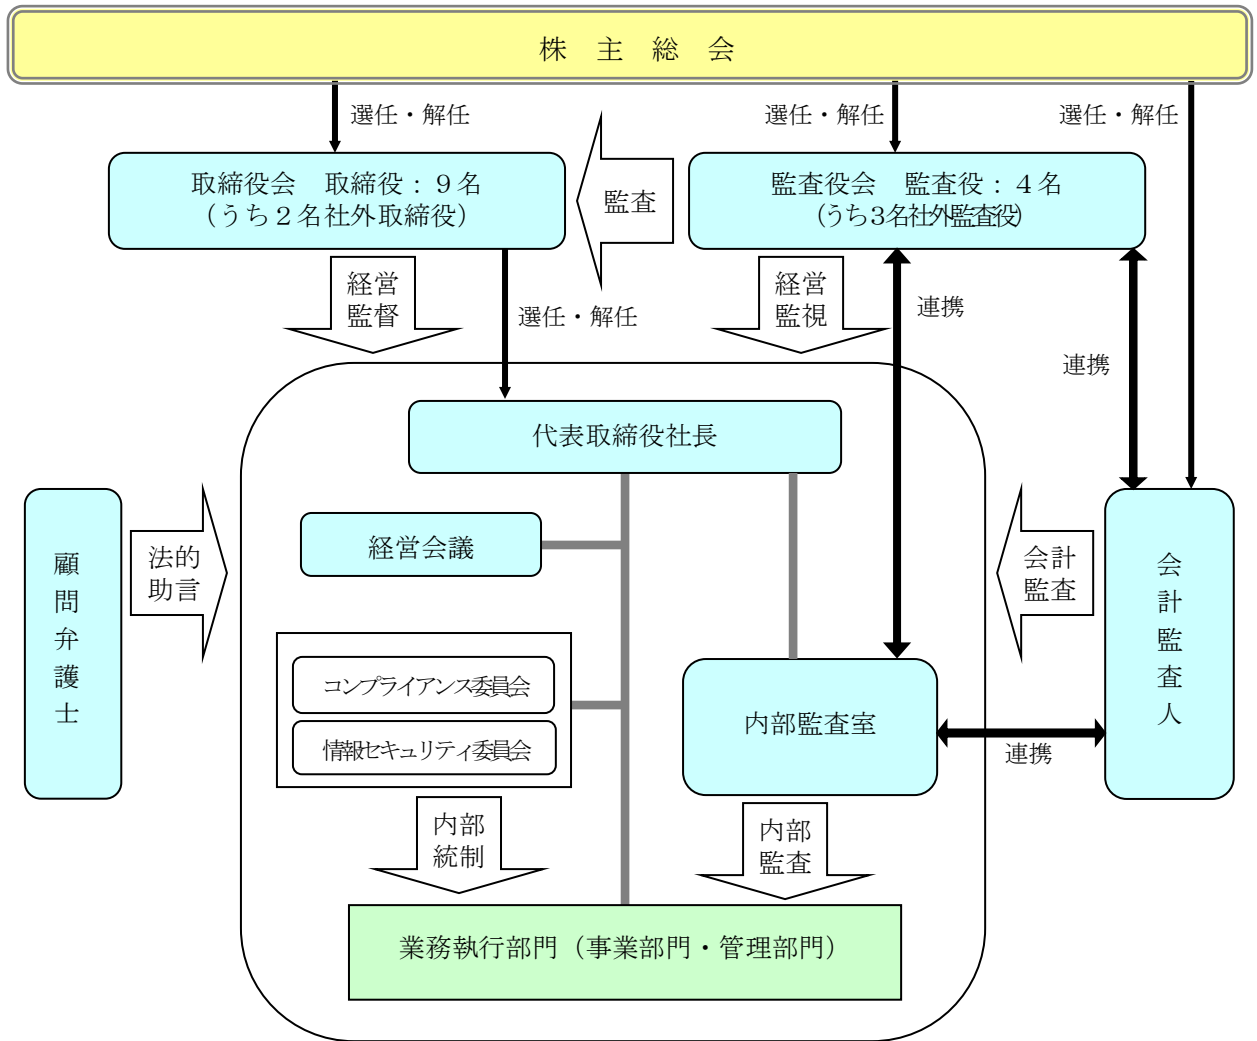 株 主 総 会
選任・解任
選任・解任
選任・解任
取締役会　取締役：９名
（うち２名社外取締役）
監査
監査役会　監査役：４名
（うち３名社外監査役）
経営
監督
選任・解任
経営
監視
連携
連携
代表取締役社長
顧問弁護士
法的
助言
経営会議
会計
監査
会計監査人
コンプライアンス委員会
情報セキュリティ委員会
内部監査室
連携
内部
統制
内部
監査
業務執行部門（事業部門・管理部門）